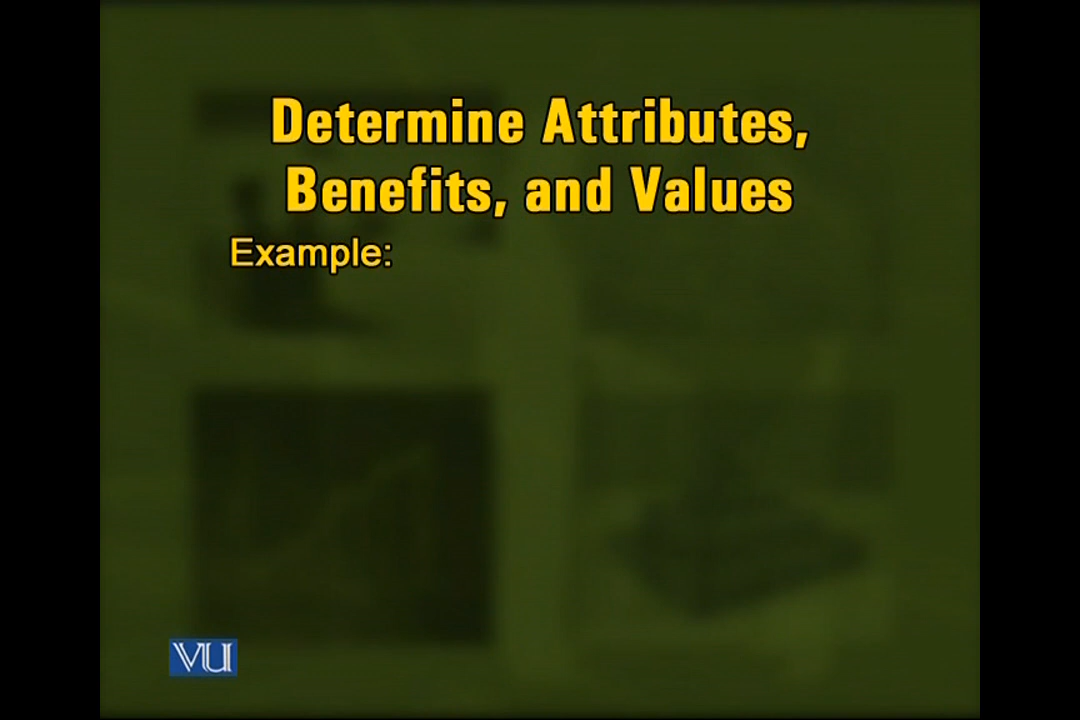 Determine Attributes,
Benefits, and Values
Example:
VU